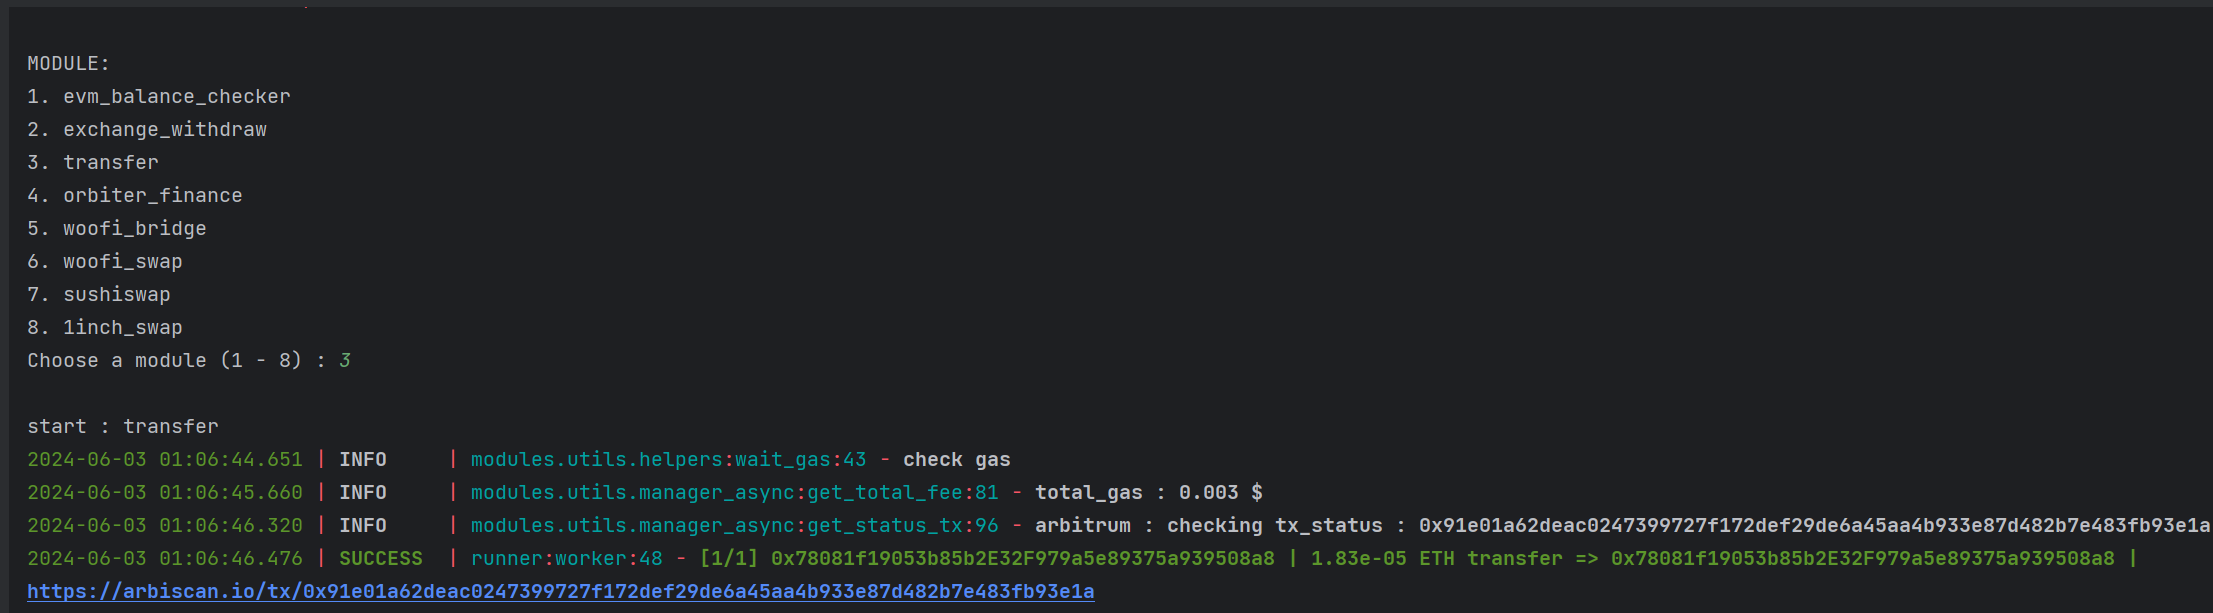 MODULE:
1. evm_balance_checker
2. exchange_withdraw
3. transfer
4. orbiter_finance
5. woofi_bridge
6. woofi_swap
7. sushiswap
8. 1inch_swap
Choose a module (1 - 8) : 3
start : transfer
2024-06-03 01:06:44.651 | INFO     | modules.utils.helpers:wait_gas:43 - check gas
2024-06-03 01:06:45.660 | INFO     | modules.utils.manager_async:get_total_fee:81 - total_gas : 0.003 $
2024-06-03 01:06:46.320 | INFO     | modules.utils.manager_async:get_status_tx:96 - arbitrum : checking tx_status : 0x91e01a62deac0247399727f172def29de6a45aa4b933e87d482b7e483fb93e1a
2024-06-03 01:06:46.476 | SUCCESS  | runner:worker:48 - [1/1] 0x78081f19053b85b2E32F979a5e89375a939508a8 | 1.83e-05 ETH transfer => 0x78081f19053b85b2E32F979a5e89375a939508a8 |
https://arbiscan.io/tx/0x91e01a62deac0247399727f172def29de6a45aa4b933e87d482b7e483fb93e1a